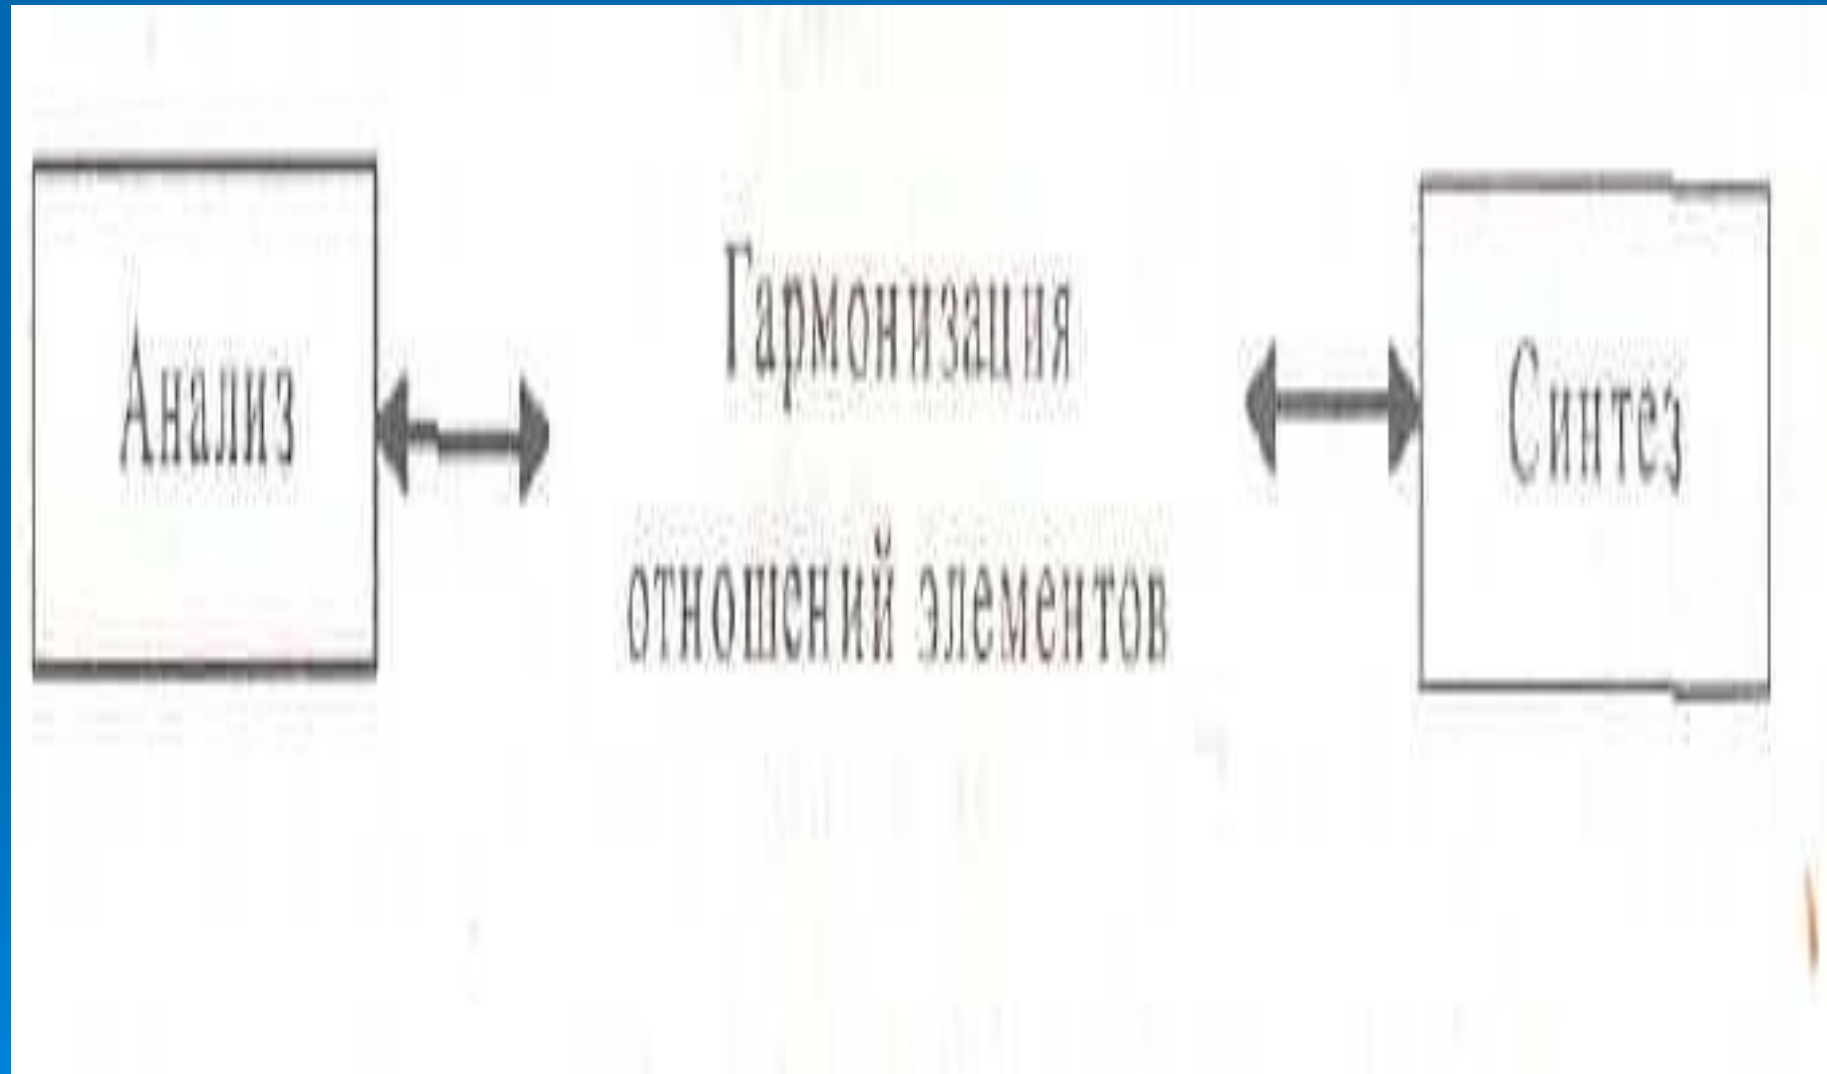 Анализ
Гармонизация
отношений элементов
Синтез